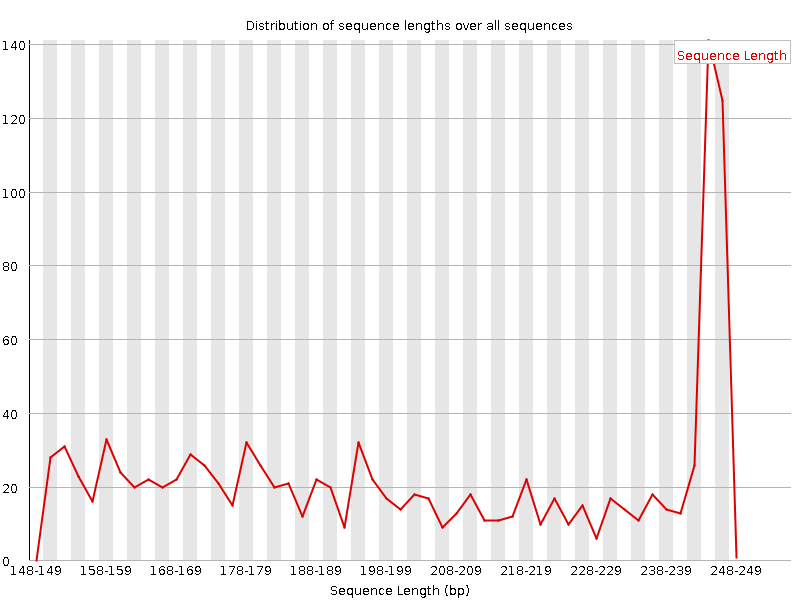 Distribution of sequence lengths over all sequences
Sequence Length
140
120
100
80
60
40
20
0
148-149 158-159 168-169 178-179 188-189 198-199 208-209 218-219 228-229 238-239 248-249
Sequence Length (bp)